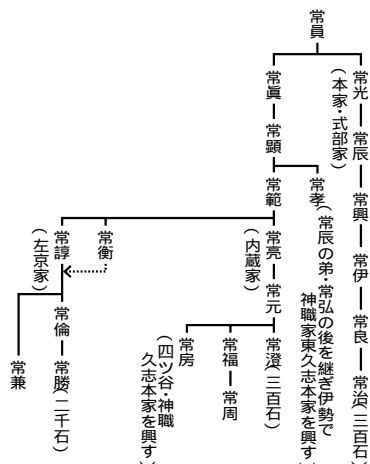 常員
常光
（本家・式部家）
常辰
常興
常伊
常良
常治（三百石）
常眞
常顕
常孝（常辰の弟・常弘の後を継ぎ伊勢で
神職家東久志本家を興す）
常範
常亮
（内蔵家）
常元
常澄（三百石）
常福
常周
常房
（四ツ谷・神職
久志本家を興す）
常衡
常諄
（左京家）
常倫
常勝（二千石）
常兼